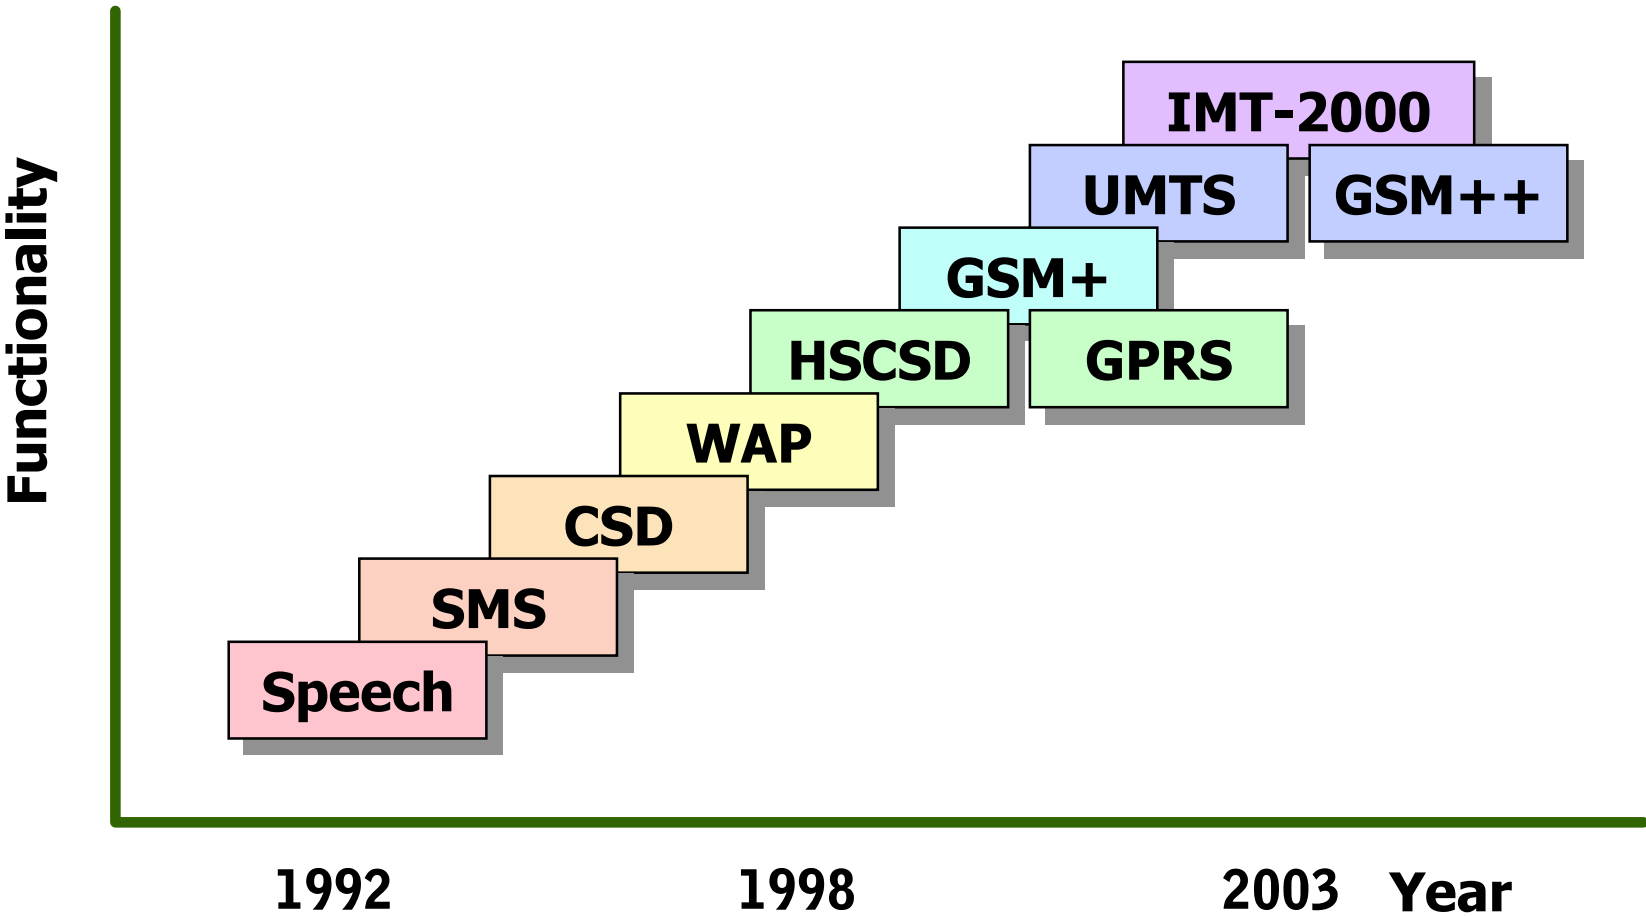 Functionality
IMT-2000
UMTS
GSM++
GSM+
HSCSD
GPRS
WAP
CSD
SMS
Speech
1992
1998
2003
Year